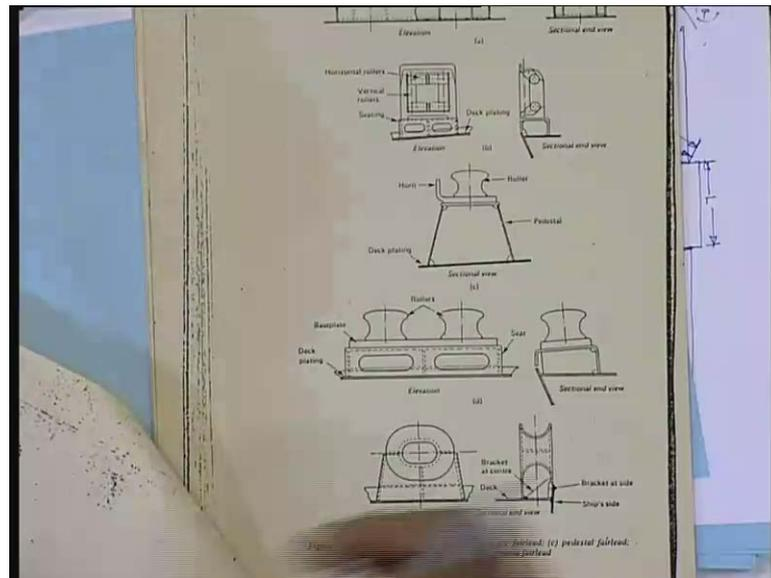 Elevation
Sectional end view
(a)
Horizontal rollers
Vertical
rollers
Seating
Deck plating
Elevation
(b)
Sectional end view
Horn
Roller
Pedestal
Deck plating
Sectional view
(c)
Rollers
Baseplate
Seat
Deck
plating
Elevation
(d)
Sectional end view
Bracket
at centre
Deck
Bracket at side
Ship's side
end view
fairlead; (c) pedestal fairlead;
fairlead
L